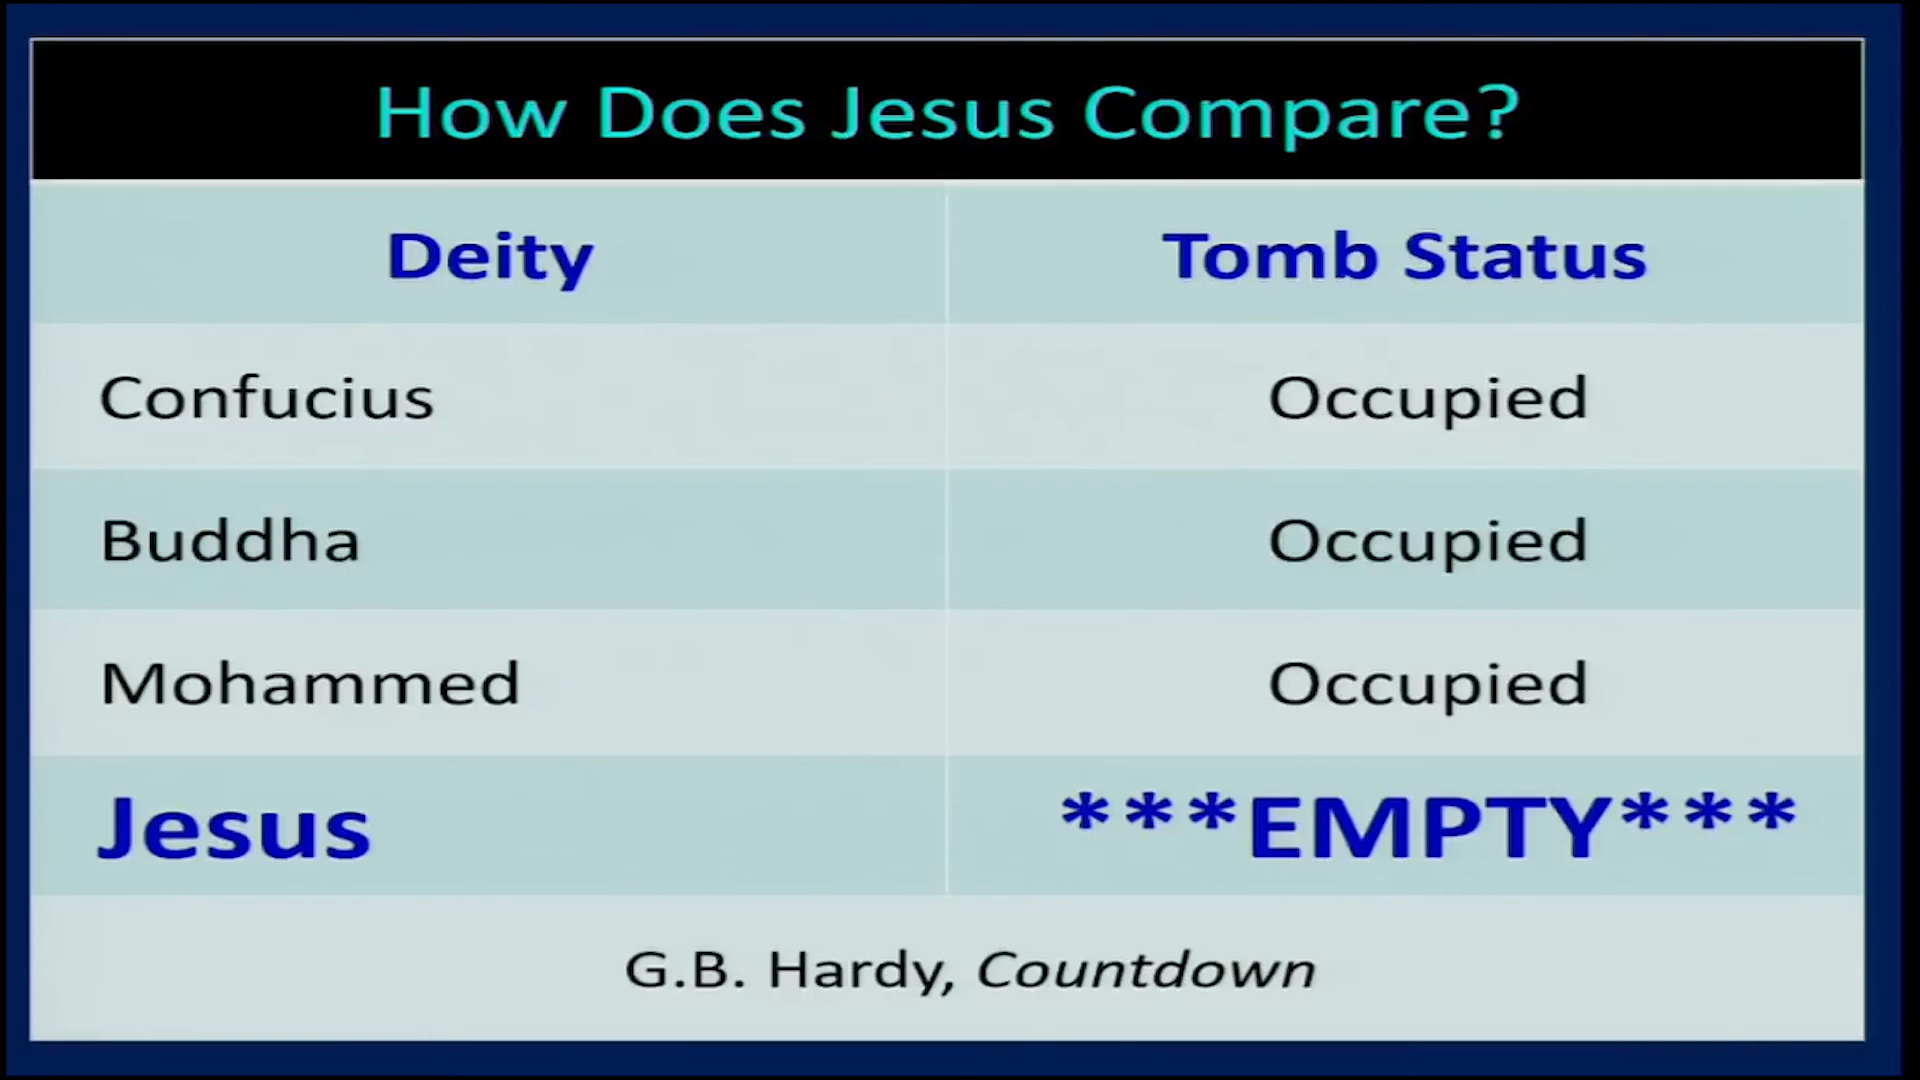 How Does Jesus Compare?
Deity Tomb Status
Confucius Occupied
Buddha Occupied
Mohammed Occupied
Jesus ***EMPTY***
G.B. Hardy, Countdown